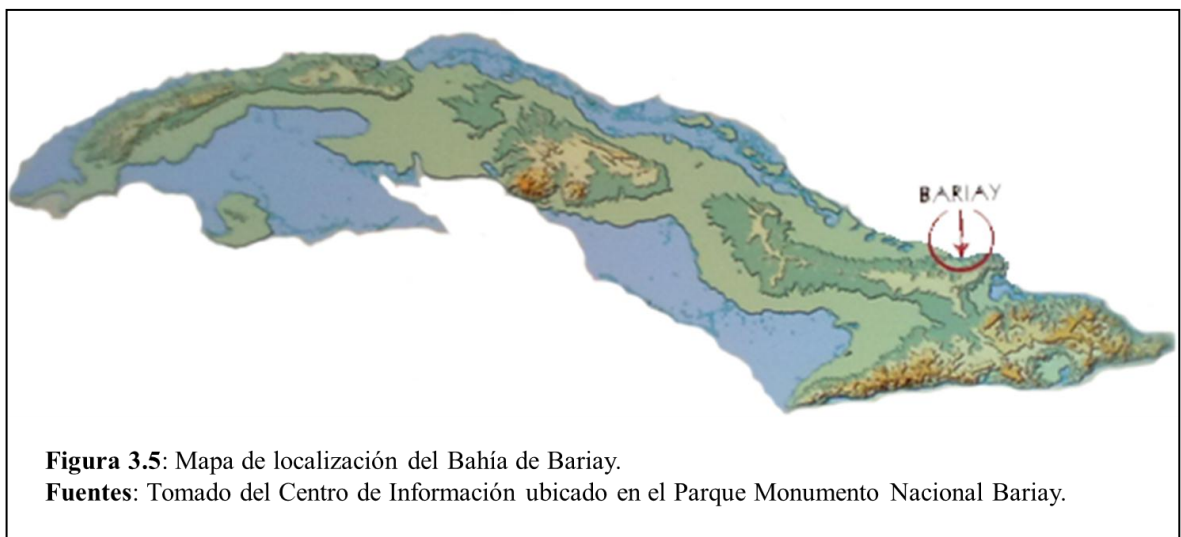 BARIAY
Figura 3.5: Mapa de localización del Bahía de Bariay.
Fuentes: Tomado del Centro de Información ubicado en el Parque Monumento Nacional Bariay.